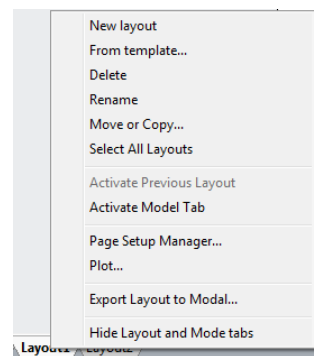 New layout
From template...
Delete
Rename
Move or Copy...
Select All Layouts
Activate Previous Layout
Activate Model Tab
Page Setup Manager...
Plot...
Export Layout to Modal...
Hide Layout and Mode tabs
Layout1 Layout2